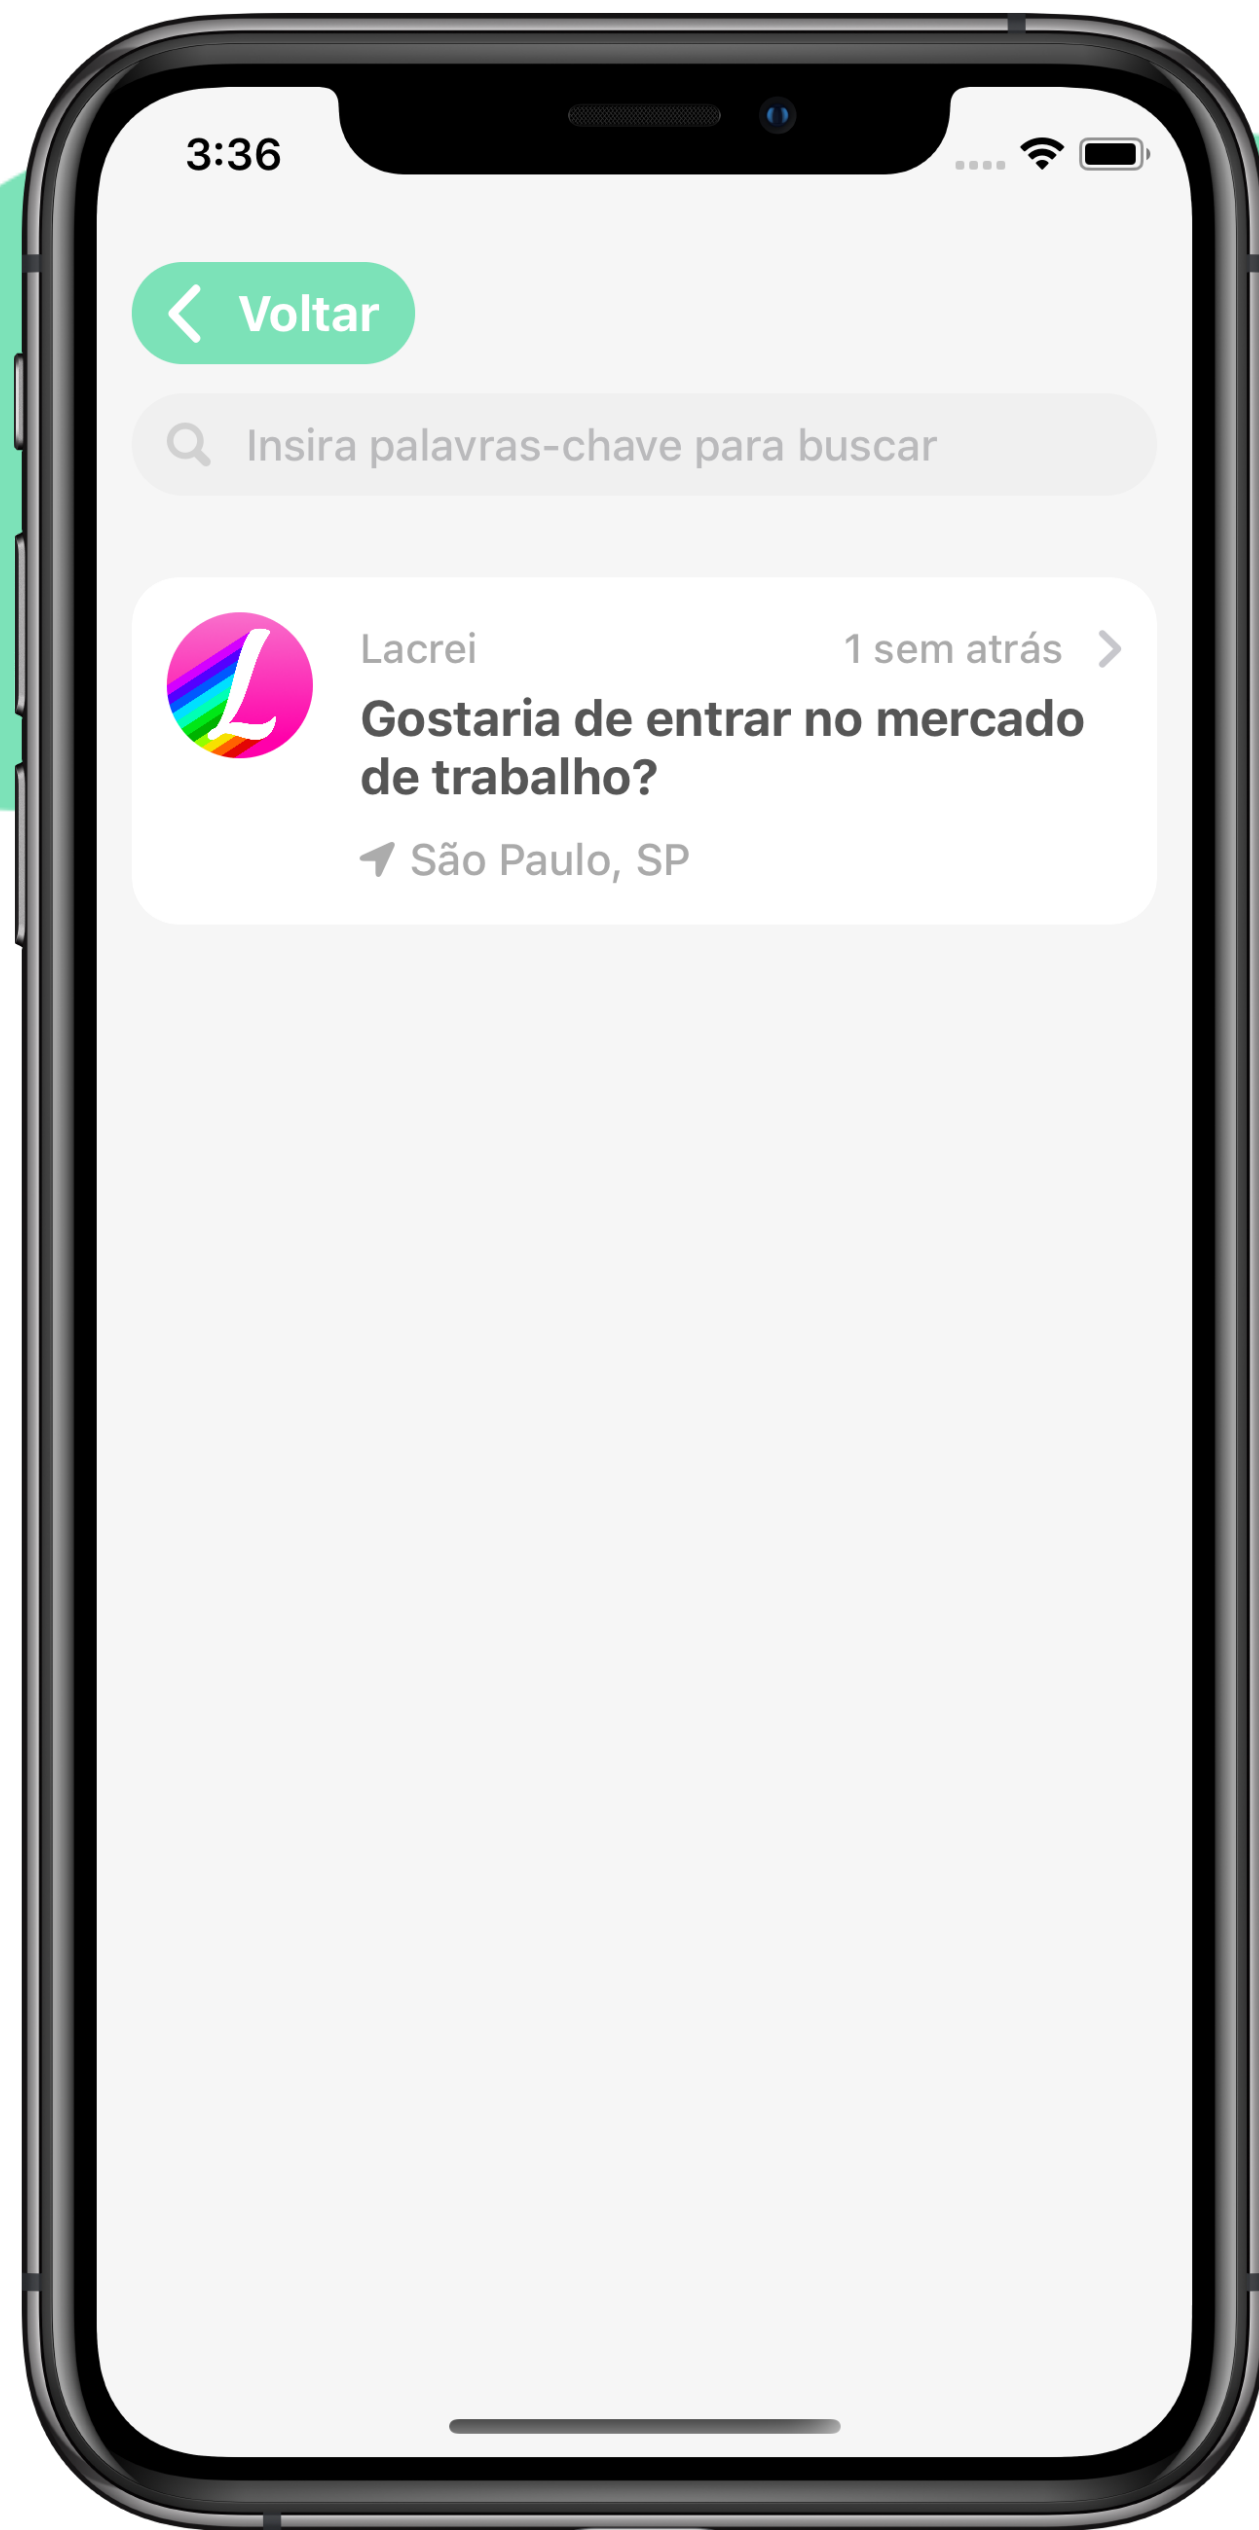 3:36
Voltar
Insira palavras-chave para buscar
L
Lacrei
1 sem atrás
Gostaria de entrar no mercado
de trabalho?
São Paulo, SP